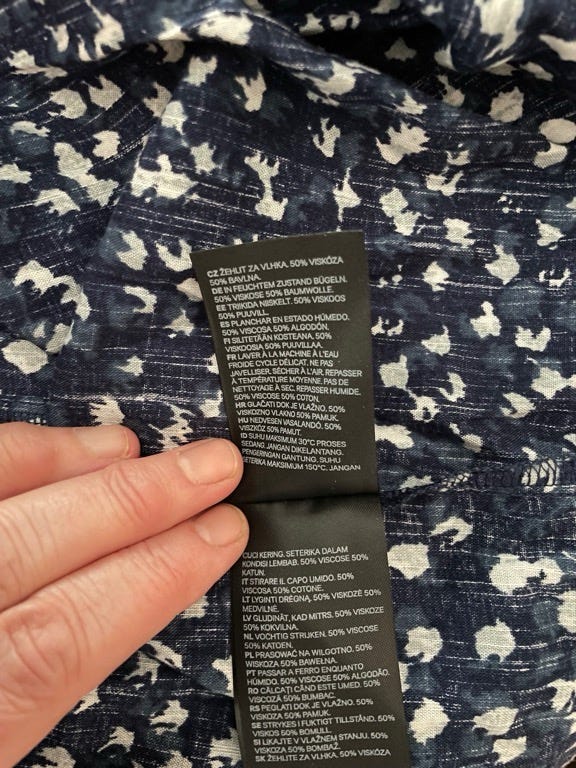 CZ ŽEHLIT ZA VLHKA. 50% VISKÓZA
50% BAVLNA.
DE IN FEUCHTEM ZUSTAND BÜGELN.
50% VISKOSE 50% BAUMWOLLE.
EE TRIIKIDA NIISKELT. 50% VISKOOS
50% PUUVILL.
ES PLANCHAR EN ESTADO HÚMEDO.
50% VISCOSA 50% ALGODÓN.
FI SILITETÄÄN KOSTEANA. 50%
VISKOOSIA 50% PUUVILLAA.
FR LAVER À LA MACHINE À L'EAU
FROIDE CYCLE DÉLICAT. NE PAS
JAVELLISER. SÉCHER À L'AIR. REPASSER
À TEMPÉRATURE MOYENNE. PAS DE
NETTOYAGE À SEC. REPASSER HUMIDE.
50% VISCOSE 50% COTON.
HR GLAČATI DOK JE VLAŽNO. 50%
VISKOZNO VLAKNO 50% PAMUK.
HU NEDVESEN VASALANDÓ. 50%
VISZKÓZ 50% PAMUT.
ID SUHU MAKSIMUM 30°C PROSES
SEDANG. JANGAN DIKELANTANG.
PENGERINGAN GANTUNG. SUHU
SETERIKA MAKSIMUM 150°C. JANGAN
CUCI KERING. SETERIKA DALAM
KONDISI LEMBAB. 50% VISCOSE 50%
KATUN.
IT STIRARE IL CAPO UMIDO. 50%
VISCOSA 50% COTONE.
LT LYGINTI DRĖGNĄ. 50% VISKOZĖ 50%
MEDVILNĖ.
LV GLUDINĀT, KAD MITRS. 50% VISKOZE
50% KOKVILNA.
NL VOCHTIG STRIJKEN. 50% VISCOSE
50% KATOEN.
PL PRASOWAĆ NA WILGOTNO. 50%
WISKOZA 50% BAWEŁNA.
PT PASSAR A FERRO ENQUANTO
HÚMIDO. 50% VISCOSE 50% ALGODÃO.
RO CĂLCAȚI CÂND ESTE UMED. 50%
VISCOZĂ 50% BUMBAC.
RS PEGLATI DOK JE VLAŽNO. 50%
VISKOZA 50% PAMUK.
SE STRYKES I FUKTIGT TILLSTÅND. 50%
VISKOS 50% BOMULL.
SI LIKAJTE V VLAŽNEM STANJU. 50%
VISKOZA 50% BOMBAŽ.
SK ŽEHLIŤ ZA VLHKA. 50% VISKÓZA